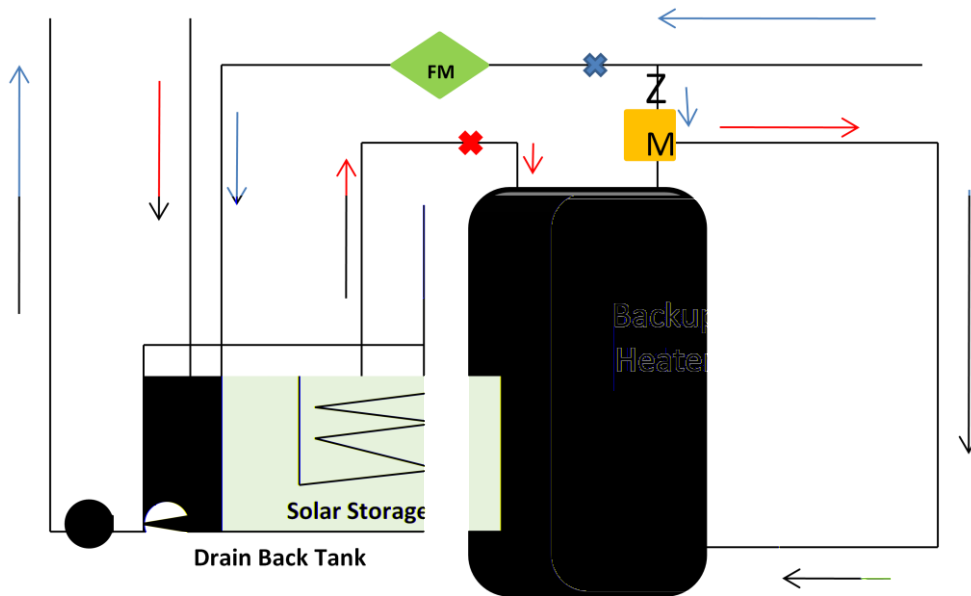 FM
Z
M
Backup
Heater
Solar Storage
Drain Back Tank